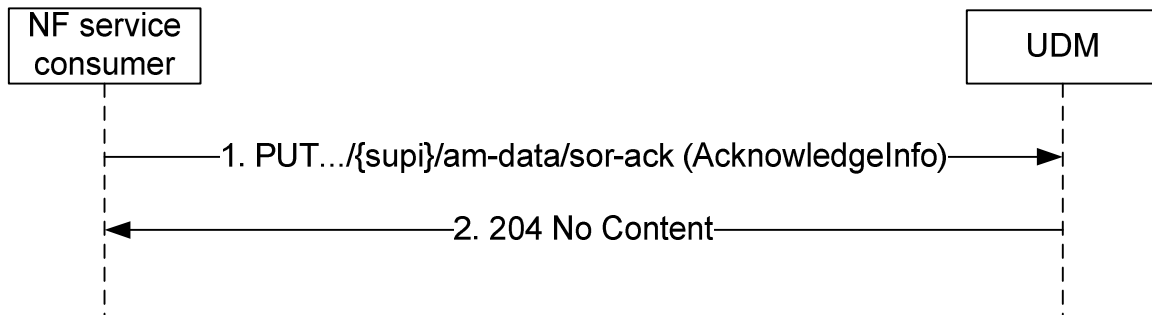 NF service
consumer
UDM
1. PUT.../{supi}/am-data/sor-ack (AcknowledgeInfo)
2. 204 No Content